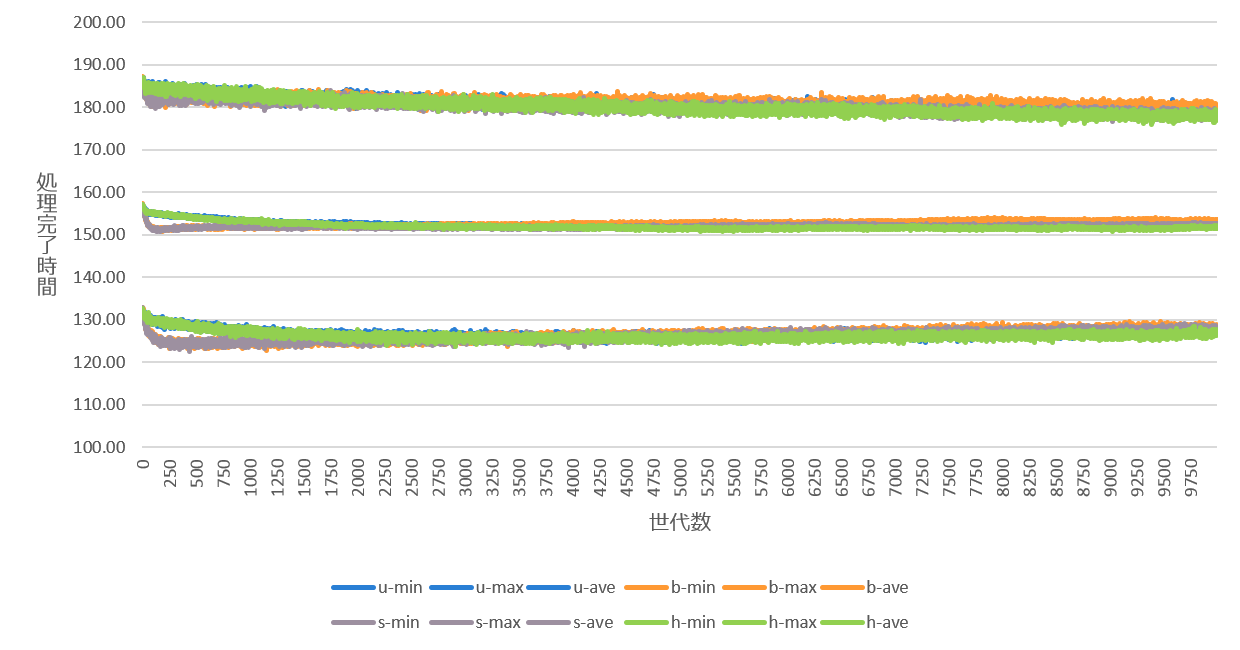 200.00
190.00
180.00
170.00
160.00
150.00
140.00
130.00
120.00
110.00
100.00
処理完了時間
0 250 500 750 1000 1250 1500 1750 2000 2250 2500 2750 3000 3250 3500 3750 4000 4250 4500 4750 5000 5250 5500 5750 6000 6250 6500 6750 7000 7250 7500 7750 8000 8250 8500 8750 9000 9250 9500 9750
世代数
u-min u-max u-ave b-min b-max b-ave
s-min s-max s-ave h-min h-max h-ave